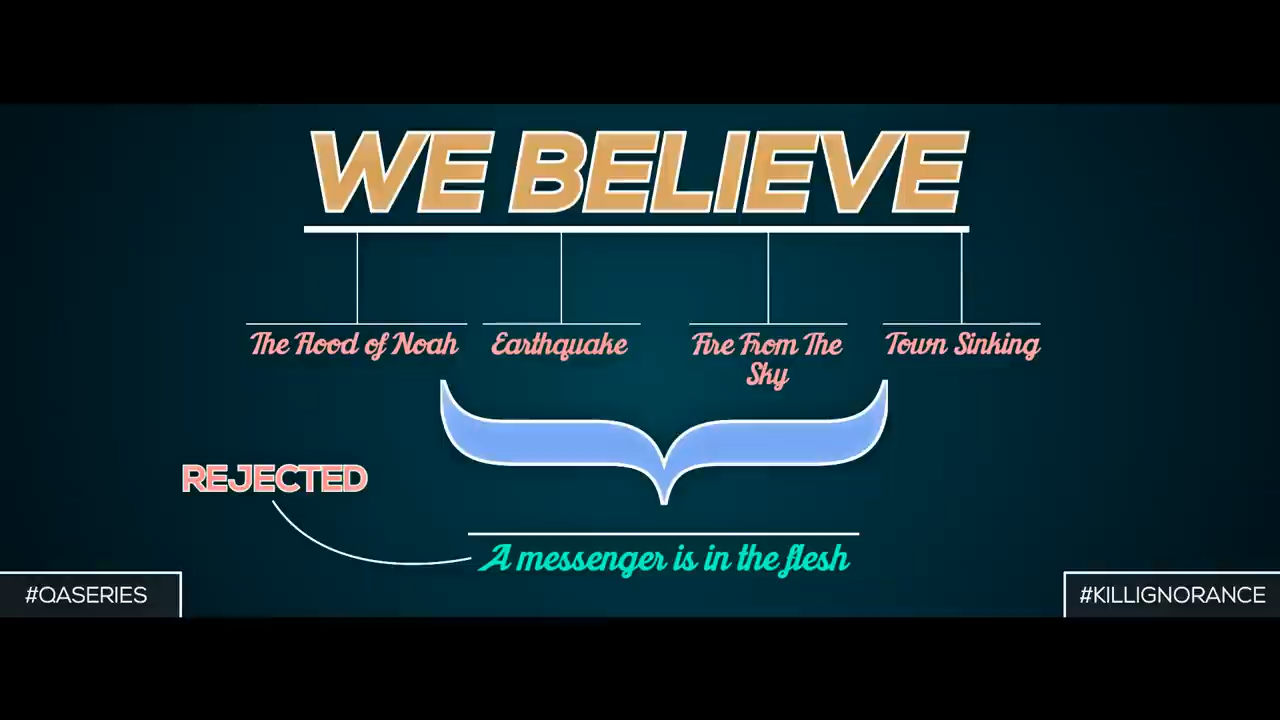 WE BELIEVE
The Flood of Noah
Earthquake
Fire From The
Sky
Town Sinking
REJECTED
A messenger is in the flesh
#QASERIES
#KILLIGNORANCE